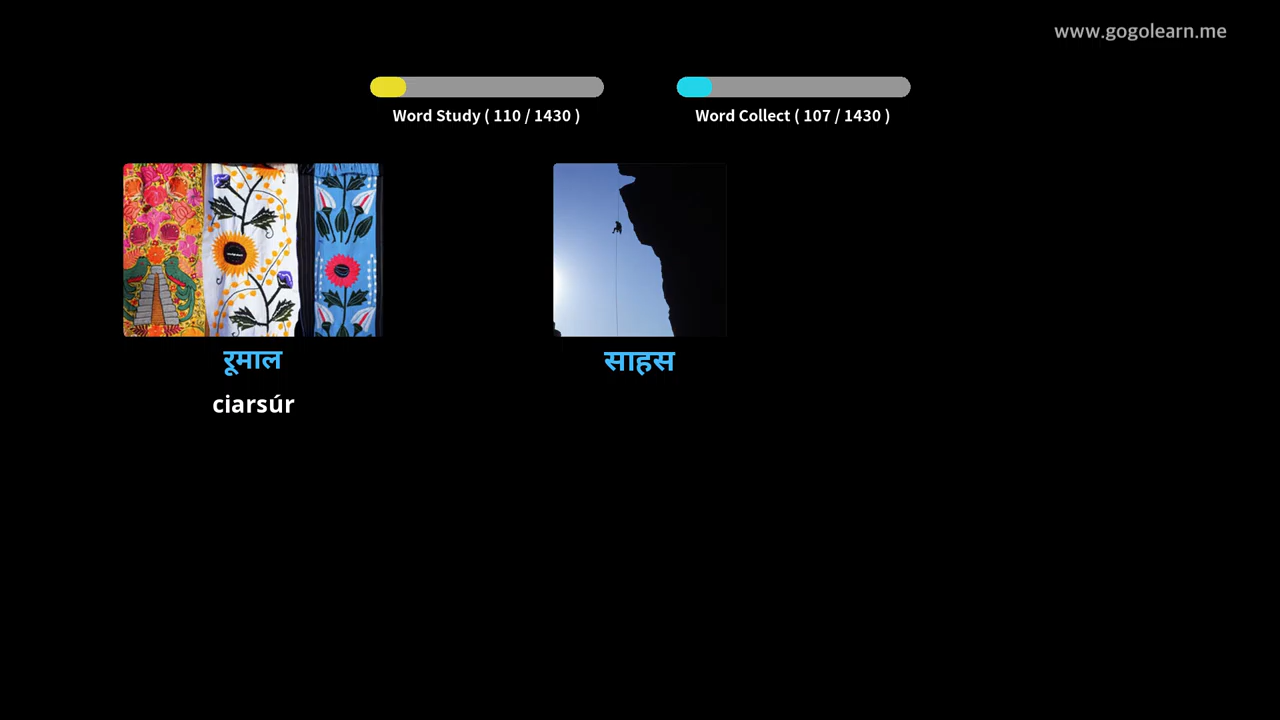 www.gogolearn.me
Word Study ( 110 / 1430 )
Word Collect ( 107 / 1430 )
रूमाल
साहस
ciarsúr